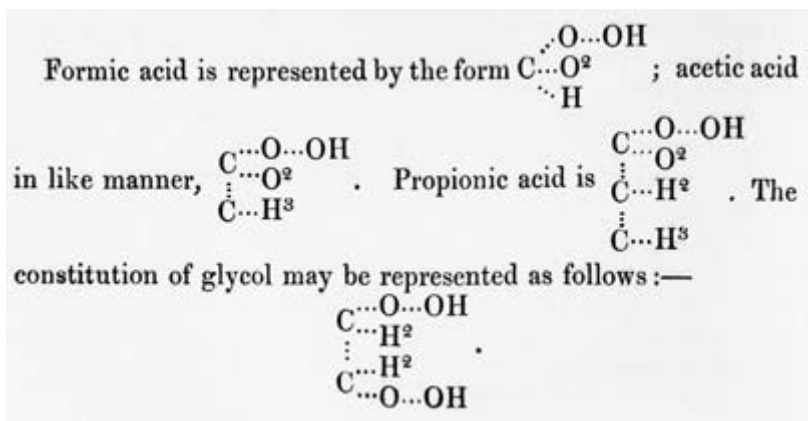 O...OH
Formic acid is represented by the form C...O² ; acetic acid
H
C...O...OH
...O²
in like manner, C...H³ . Propionic acid is C...O...OH
...O²
C...H² . The
C...H³
constitution of glycol may be represented as follows:—
C...O...OH
...H²
...H²
C...O...OH .